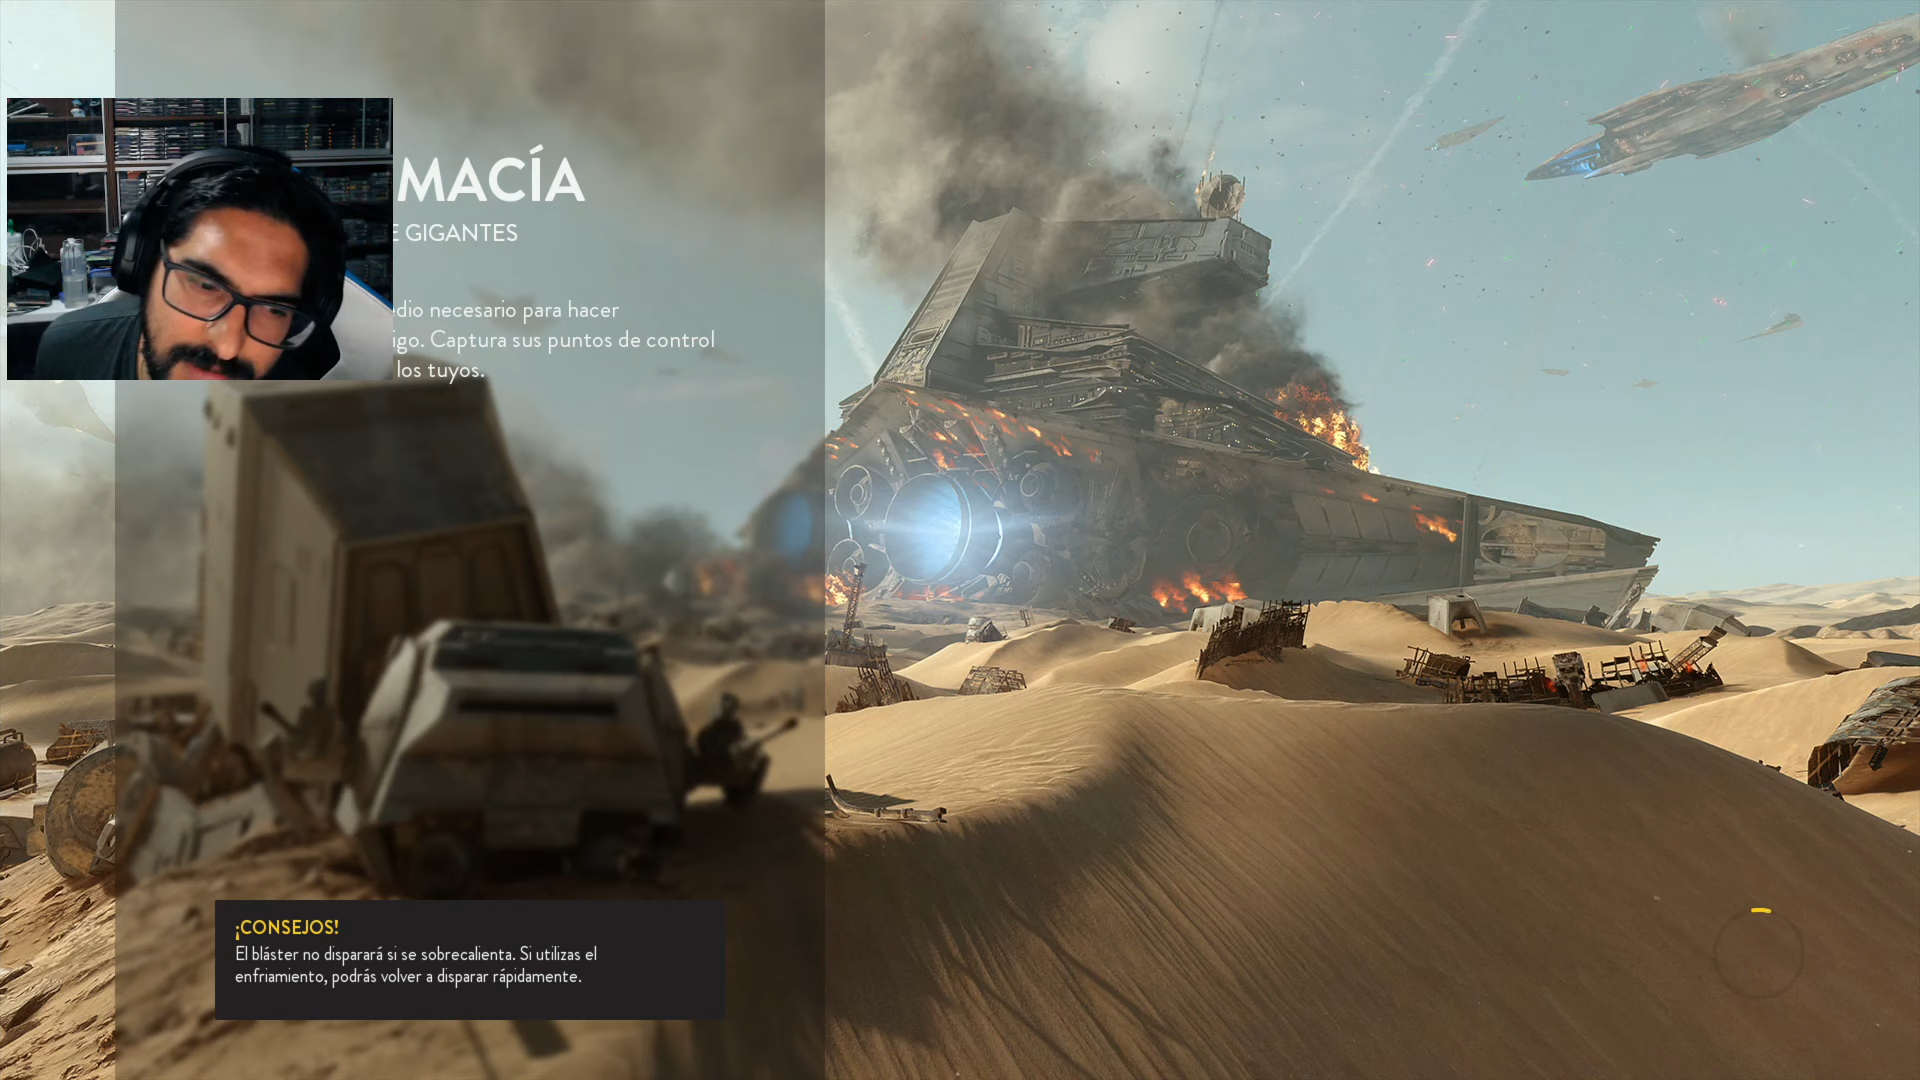 MACÍA
E GIGANTES
edio necesario para hacer
igo. Captura sus puntos de control
los tuyos.
¡CONSEJOS!
El bláster no disparará si se sobrecalienta. Si utilizas el
enfriamiento, podrás volver a disparar rápidamente.